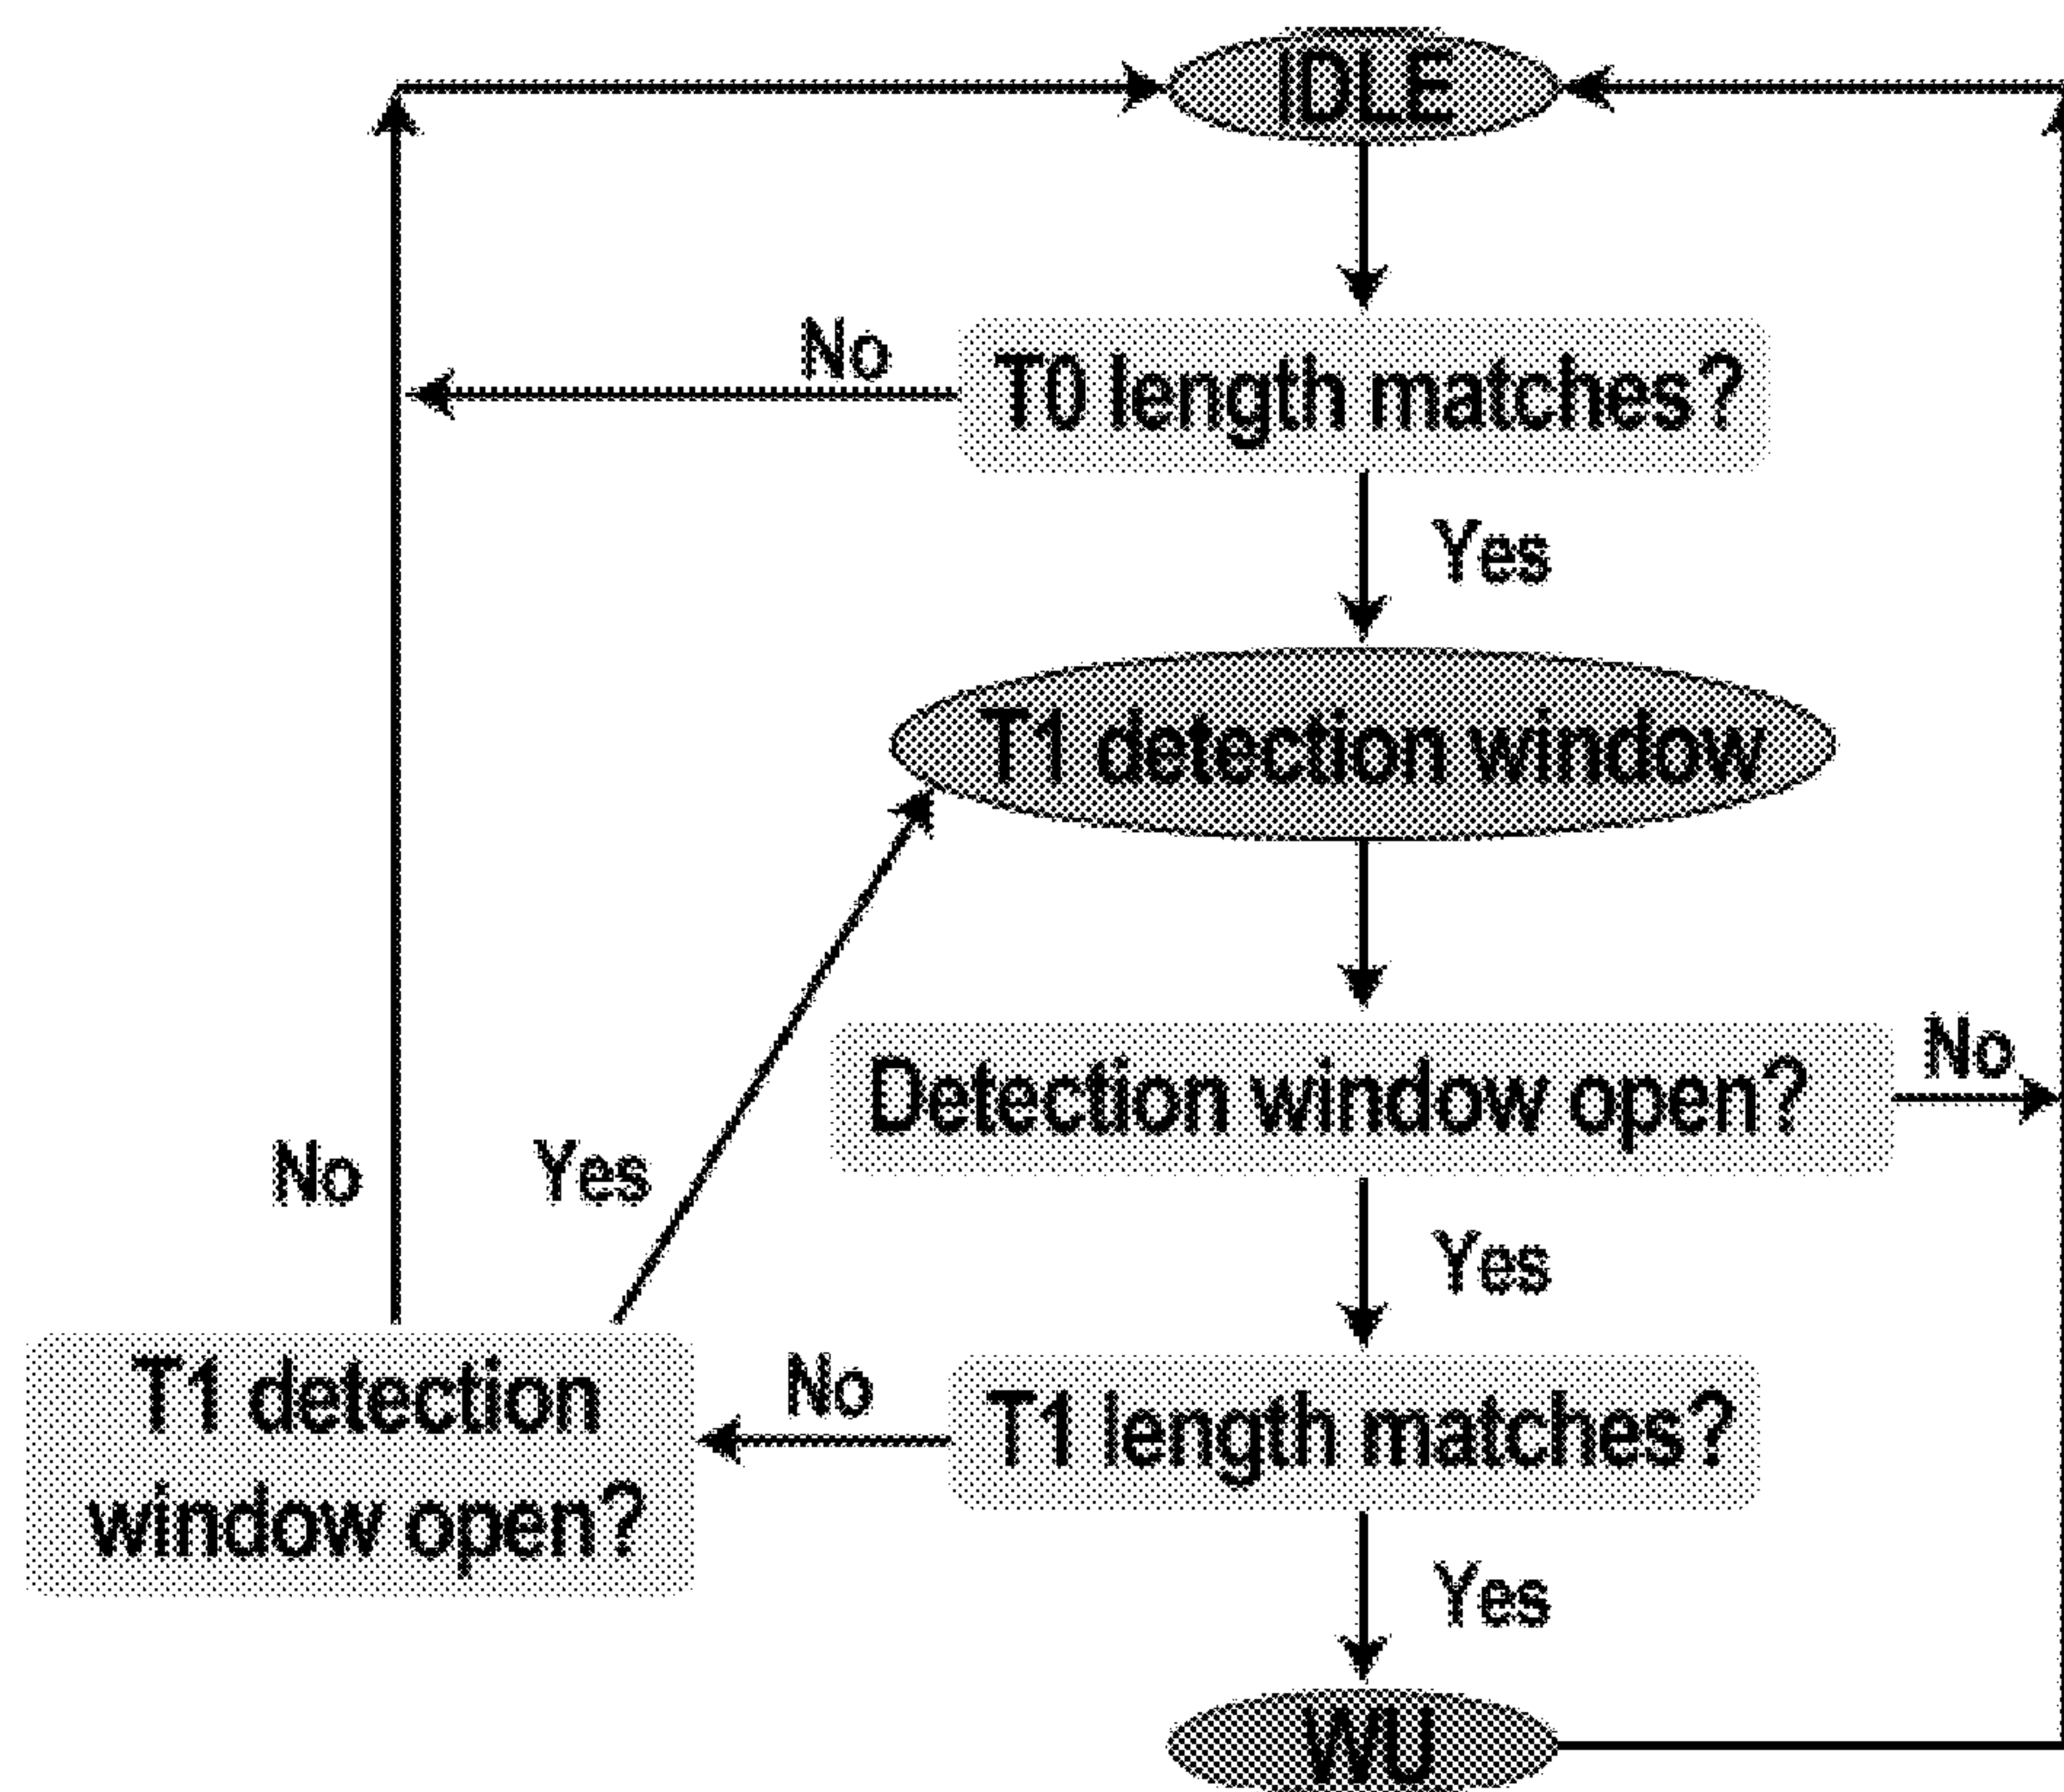 IDLE
No
T0 length matches?
Yes
T1 detection window
Detection window open?
No
No
Yes
Yes
T1 detection
window open?
No
T1 length matches?
Yes
WU